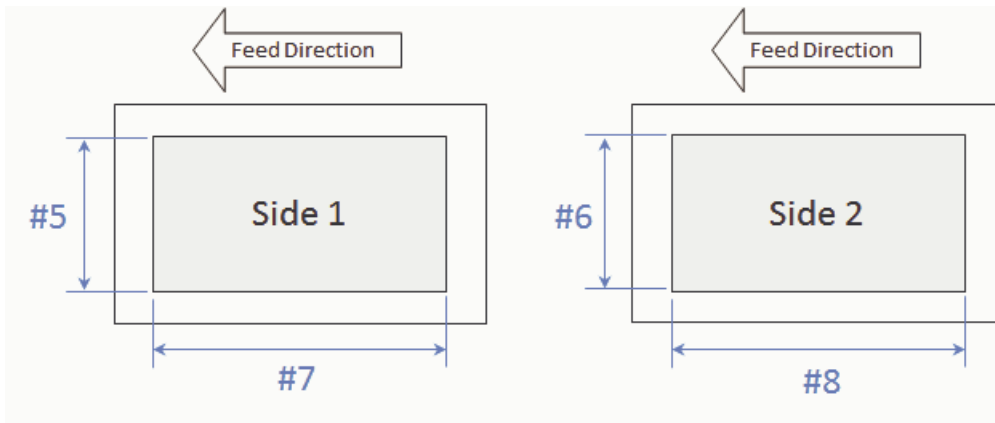 Feed Direction
Feed Direction
#5
Side 1
#6
Side 2
#7
#8